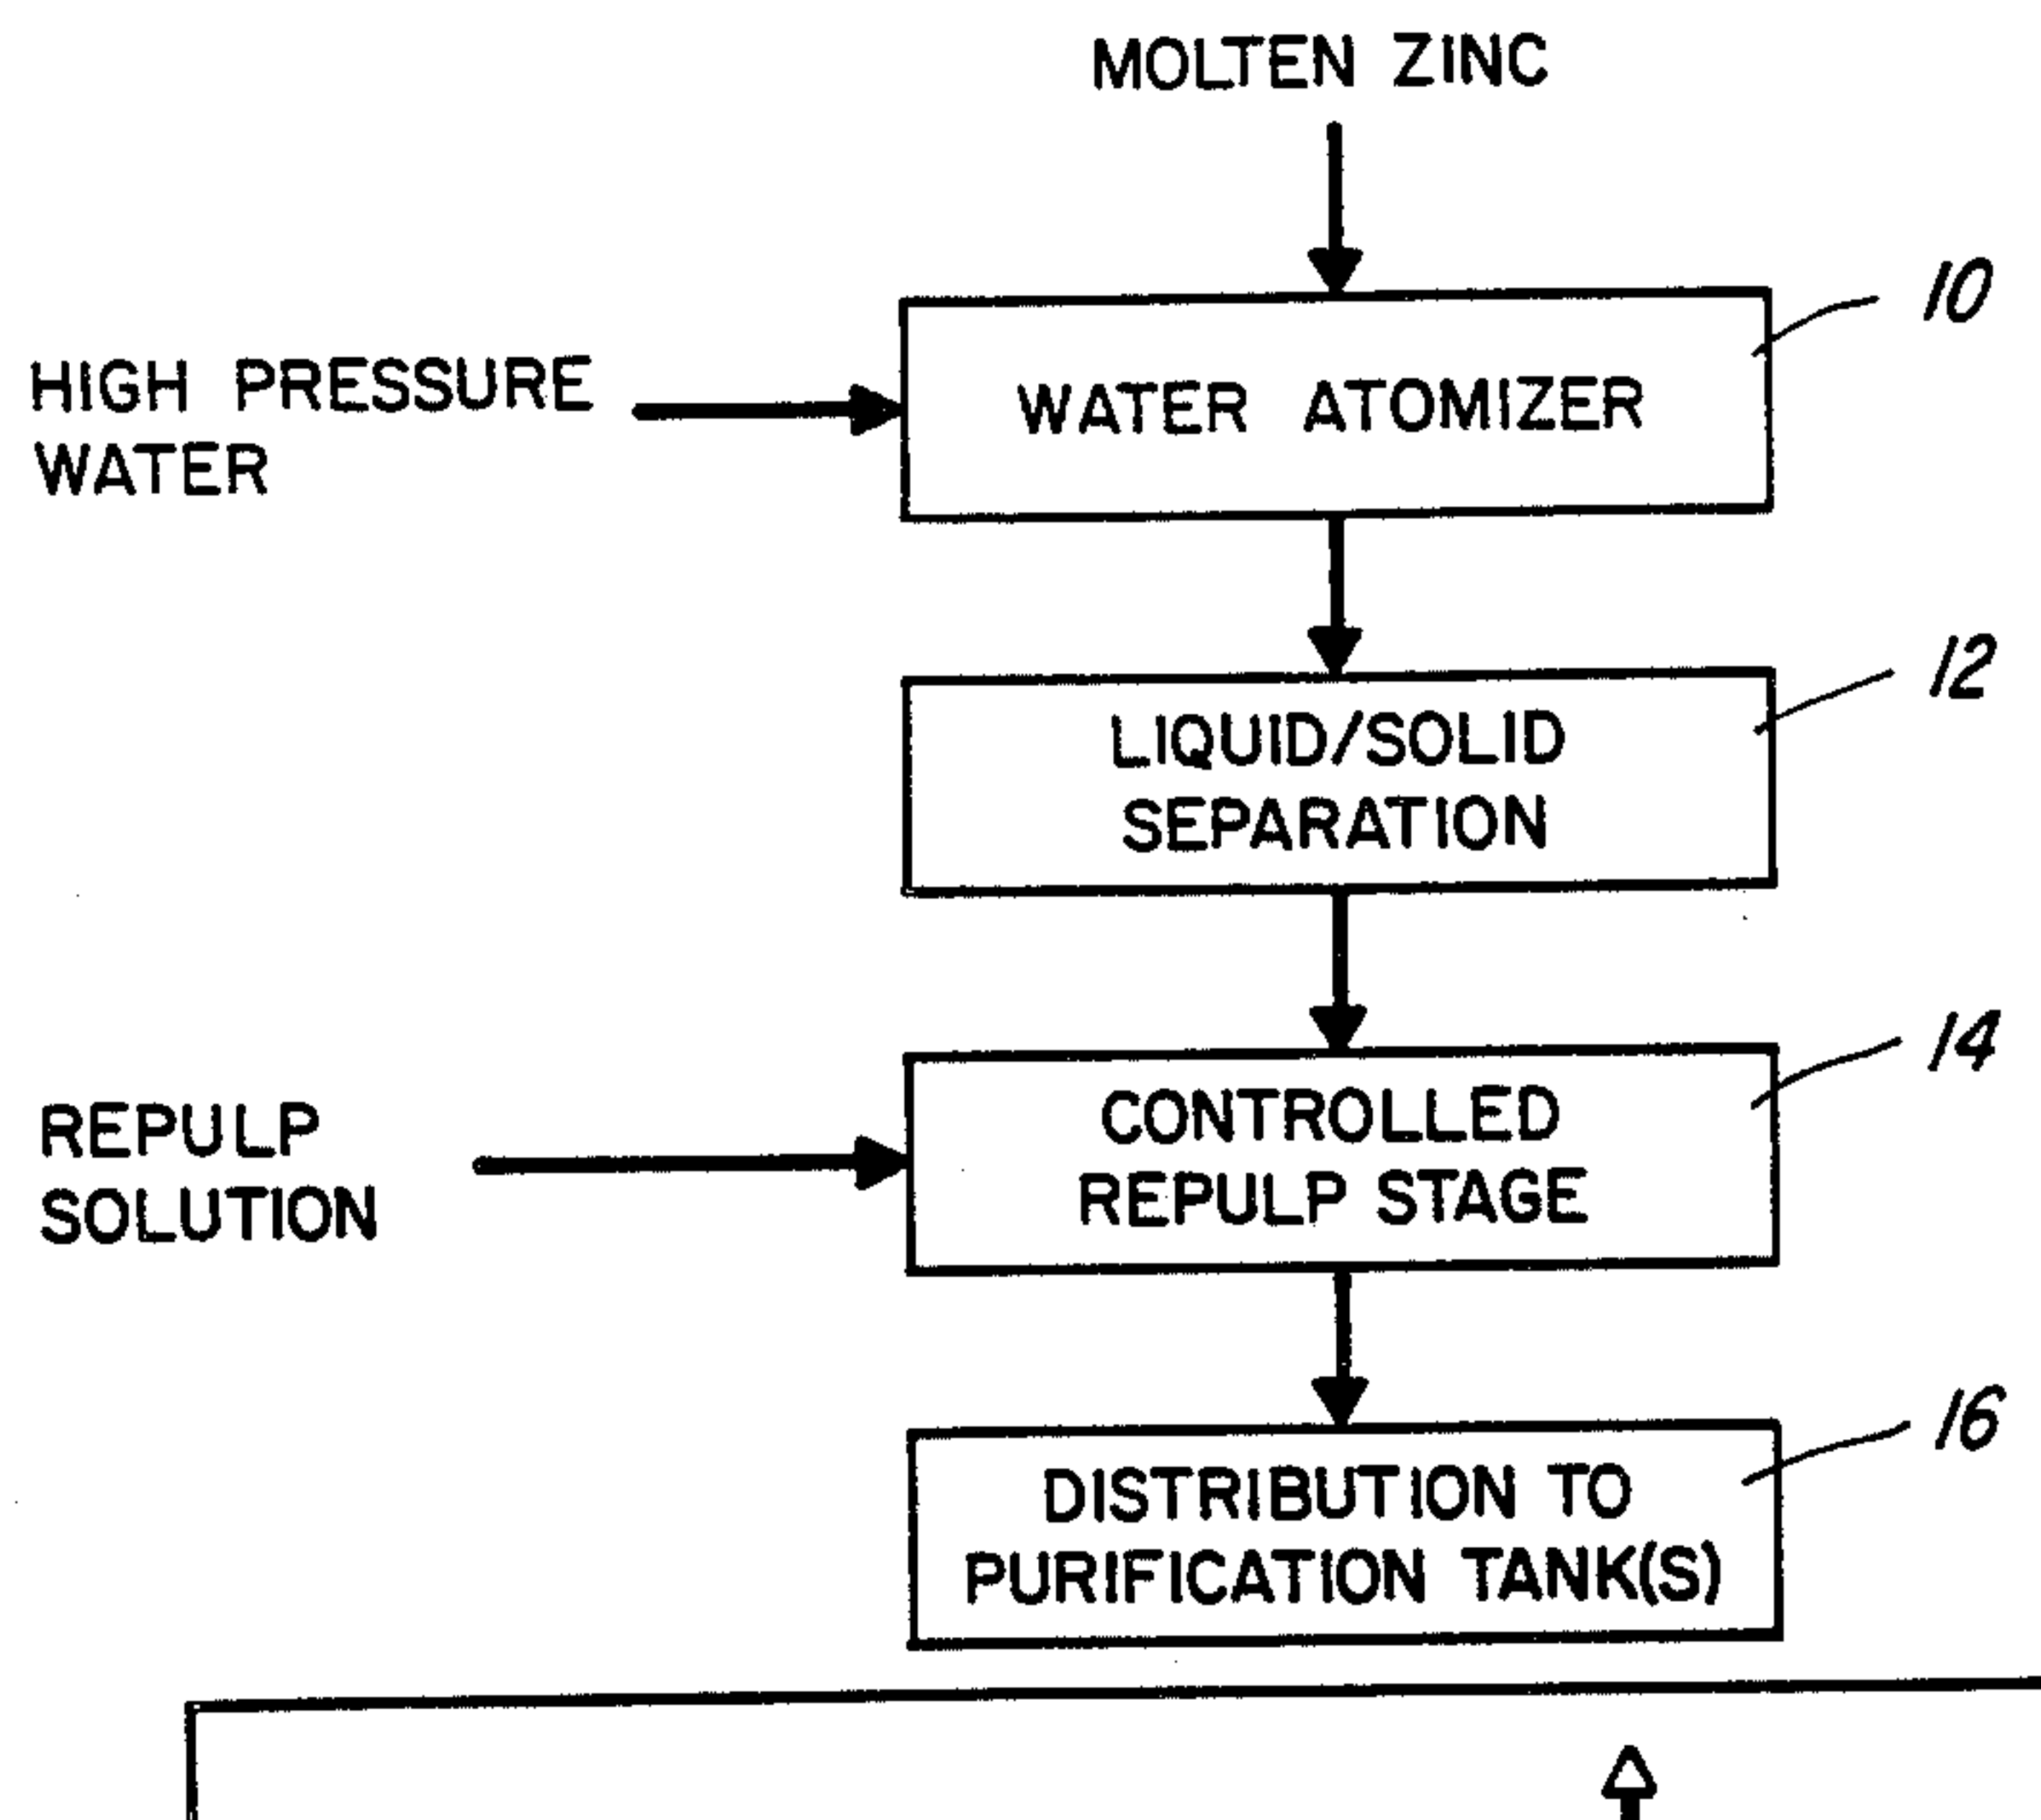 MOLTEN ZINC
10
HIGH PRESSURE
WATER
WATER ATOMIZER
12
LIQUID/SOLID
SEPARATION
14
CONTROLLED
REPULP STAGE
REPULP
SOLUTION
16
DISTRIBUTION TO
PURIFICATION TANK(S)